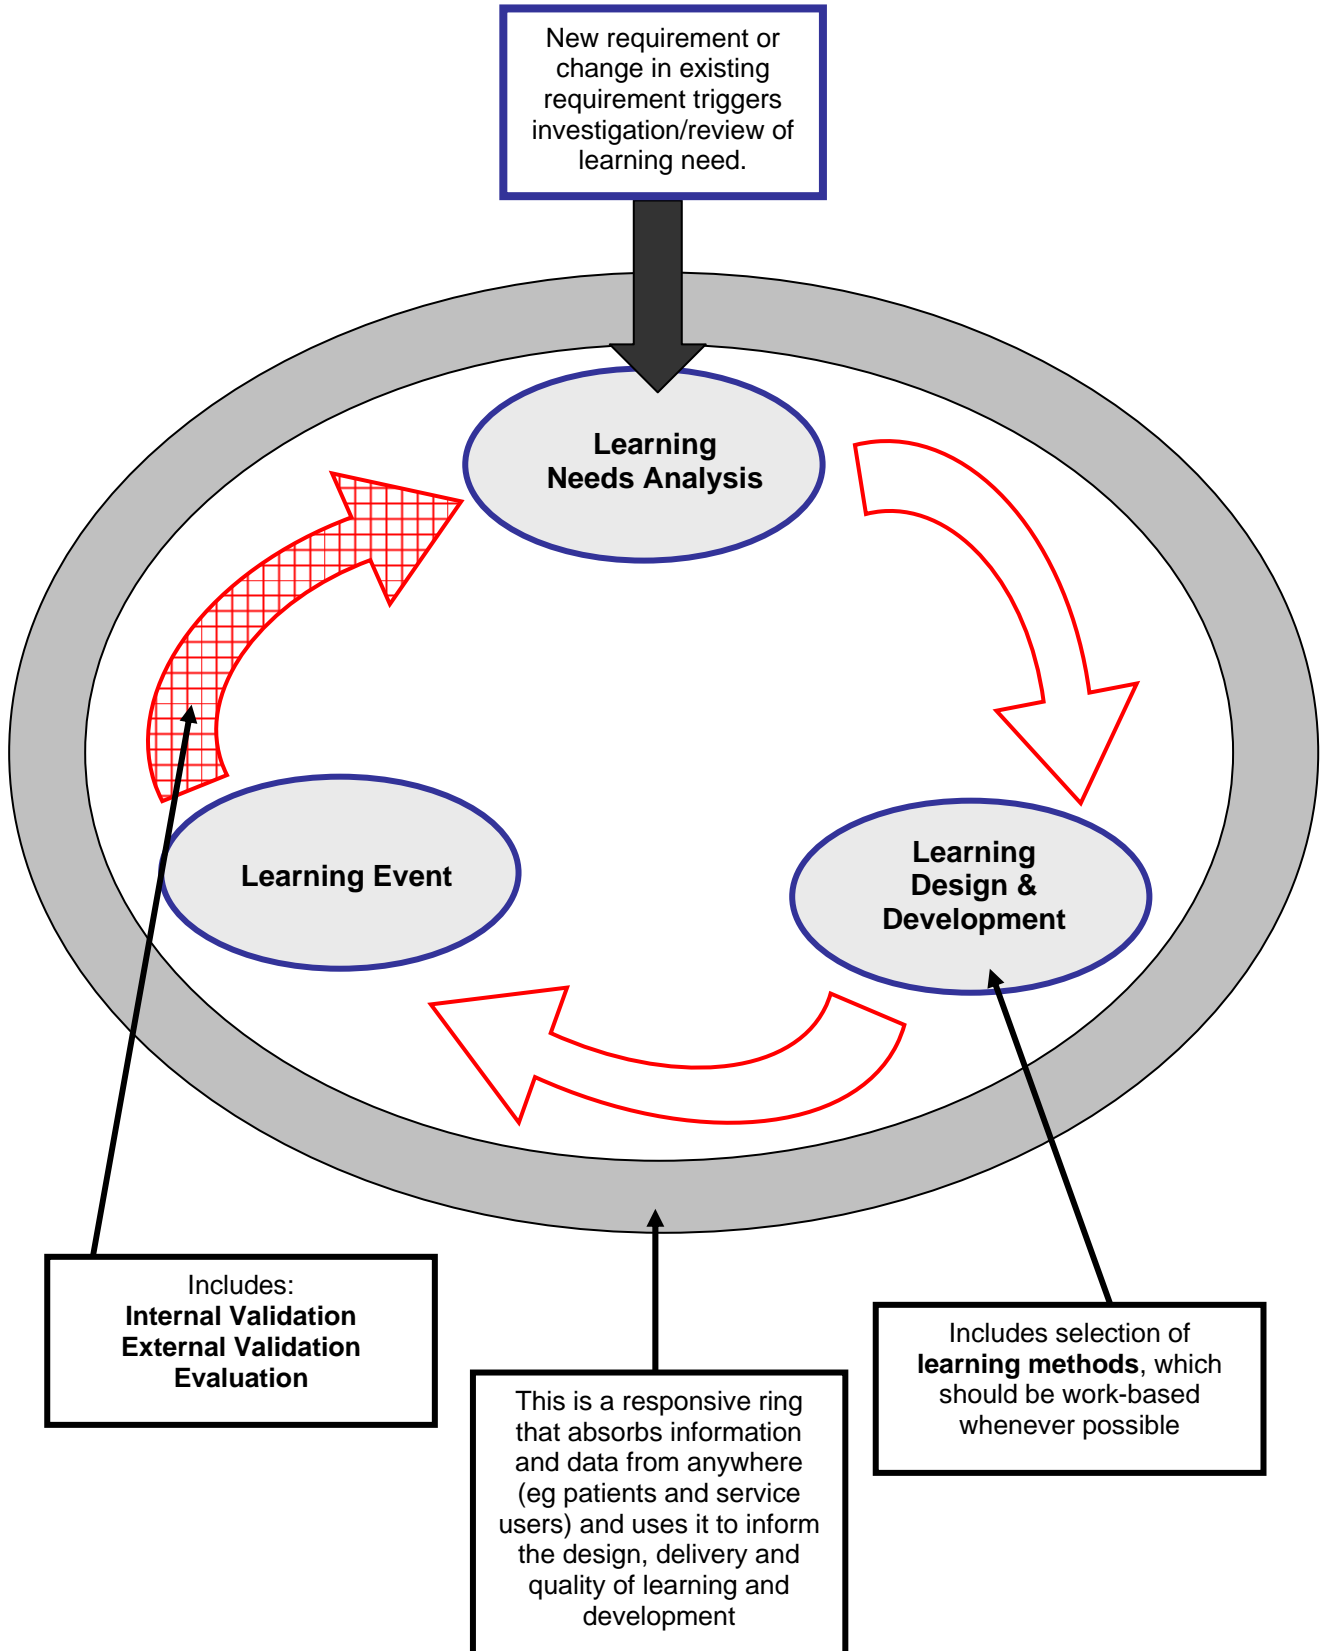 New requirement or
change in existing
requirement triggers
investigation/review of
learning need.
Learning
Needs Analysis
Learning Event
Learning
Design &
Development
Includes:
Internal Validation
External Validation
Evaluation
This is a responsive ring
that absorbs information
and data from anywhere
(eg patients and service
users) and uses it to inform
the design, delivery and
quality of learning and
development
Includes selection of
learning methods, which
should be work-based
whenever possible